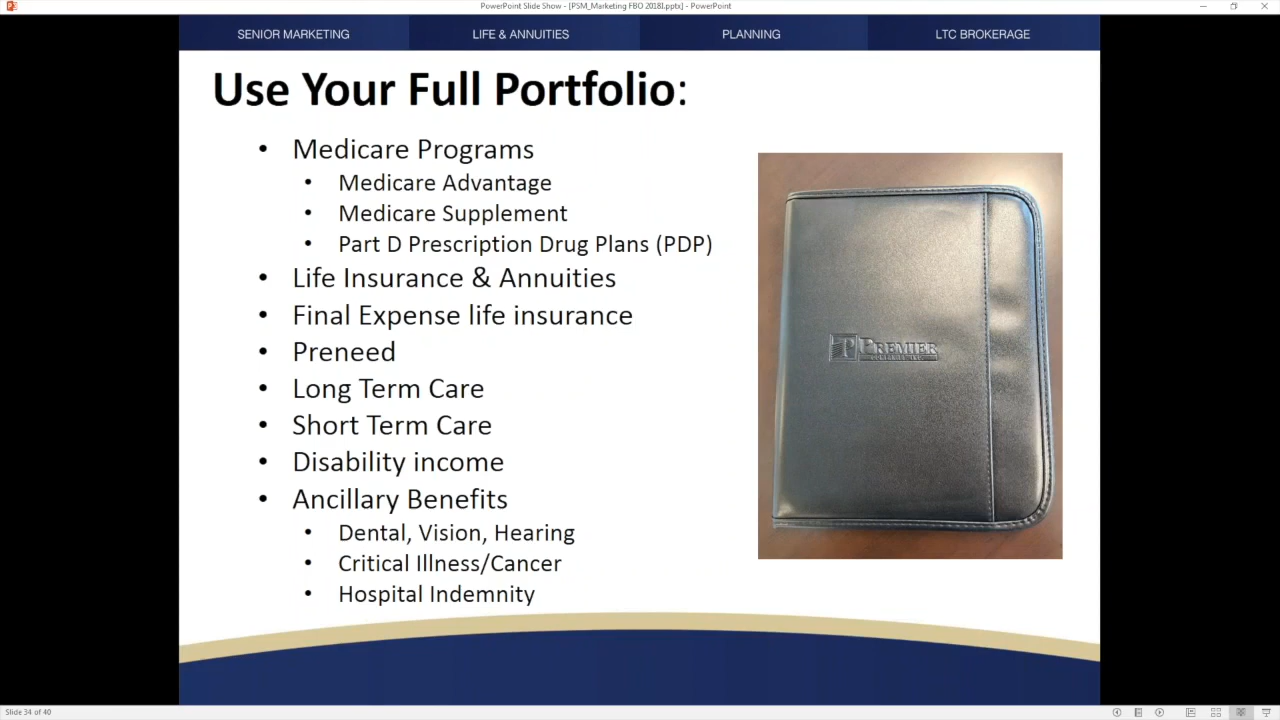 PowerPoint Slide Show - [PSM_Marketing FBO 2018J.pptx] - PowerPoint
SENIOR MARKETING LIFE & ANNUITIES PLANNING LTC BROKERAGE
Use Your Full Portfolio:
• Medicare Programs
• Medicare Advantage
• Medicare Supplement
• Part D Prescription Drug Plans (PDP)
• Life Insurance & Annuities
• Final Expense life insurance
• Preneed
• Long Term Care
• Short Term Care
• Disability income
• Ancillary Benefits
• Dental, Vision, Hearing
• Critical Illness/Cancer
• Hospital Indemnity
PREMIER
Slide 34 of 40